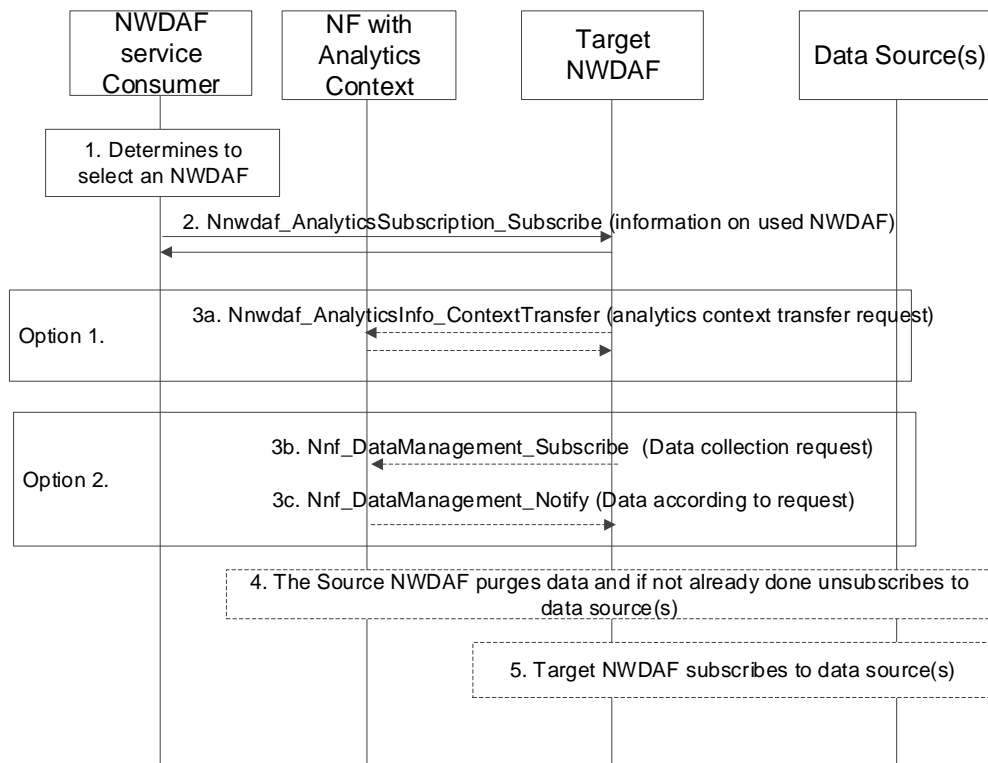 NWDAF
service
Consumer
NF with
Analytics
Context
Target
NWDAF
Data Source(s)
1. Determines to
select an NWDAF
2. Nnwdaf_AnalyticsSubscription_Subscribe (information on used NWDAF)
Option 1.
3a. Nnwdaf_AnalyticsInfo_ContextTransfer (analytics context transfer request)
Option 2.
3b. Nnf_DataManagement_Subscribe (Data collection request)
3c. Nnf_DataManagement_Notify (Data according to request)
4. The Source NWDAF purges data and if not already done unsubscribes to
data source(s)
5. Target NWDAF subscribes to data source(s)